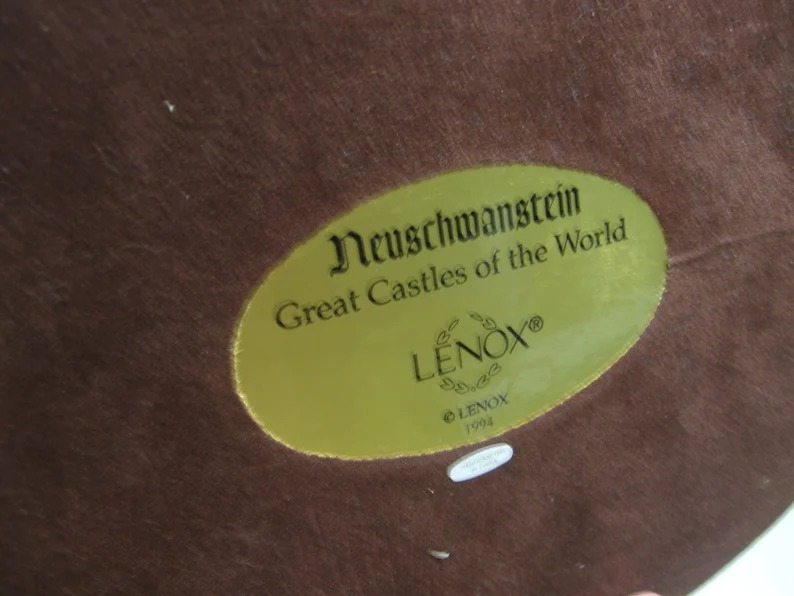 Neuschwanstein
Great Castles of the World
LENOX®
© LENOX
1994